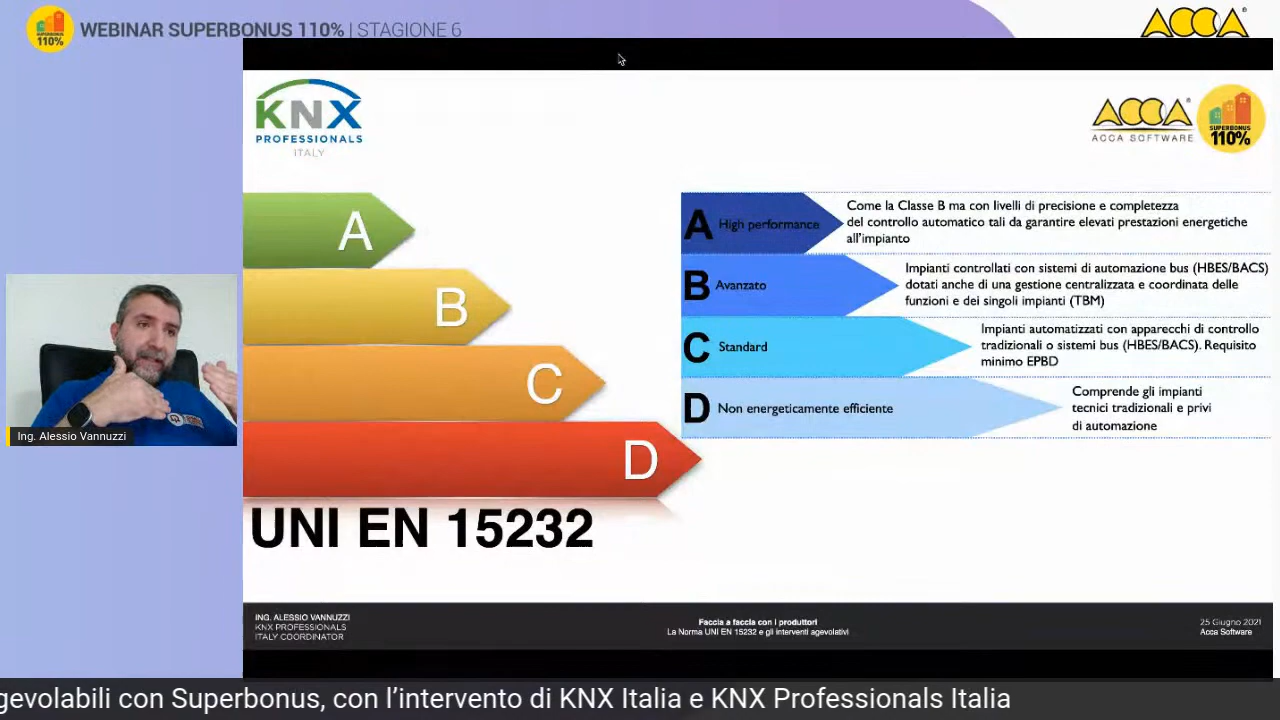 WEBINAR SUPERBONUS 110% | STAGIONE 6
110%
ACCA
KNX
PROFESSIONALS
ITALY
ACCA
ACCA SOFTWARE
SUPERBONUS
110%
A
B
C
D
UNI EN 15232
A High performance
Come la Classe B ma con livelli di precisione e completezza
del controllo automatico tali da garantire elevati prestazioni energetiche
all'impianto
B Avanzato
Impianti controllati con sistemi di automazione bus (HBES/BACS)
dotati anche di una gestione centralizzata e coordinata delle
funzioni e dei singoli impianti (TBM)
C Standard
Impianti automatizzati con apparecchi di controllo
tradizionali o sistemi bus (HBES/BACS). Requisito
minimo EPBD
D Non energeticamente efficiente
Comprende gli impianti
tecnici tradizionali e privi
di automazione
Ing. Alessio Vannuzzi
ING. ALESSIO VANNUZZI
KNX PROFESSIONALS
ITALY COORDINATOR
Faccia a faccia con i produttori
La Norma UNI EN 15232 e gli interventi agevolativi
25 Giugno 2021
Acca Software
gevolabili con Superbonus, con l'intervento di KNX Italia e KNX Professionals Italia